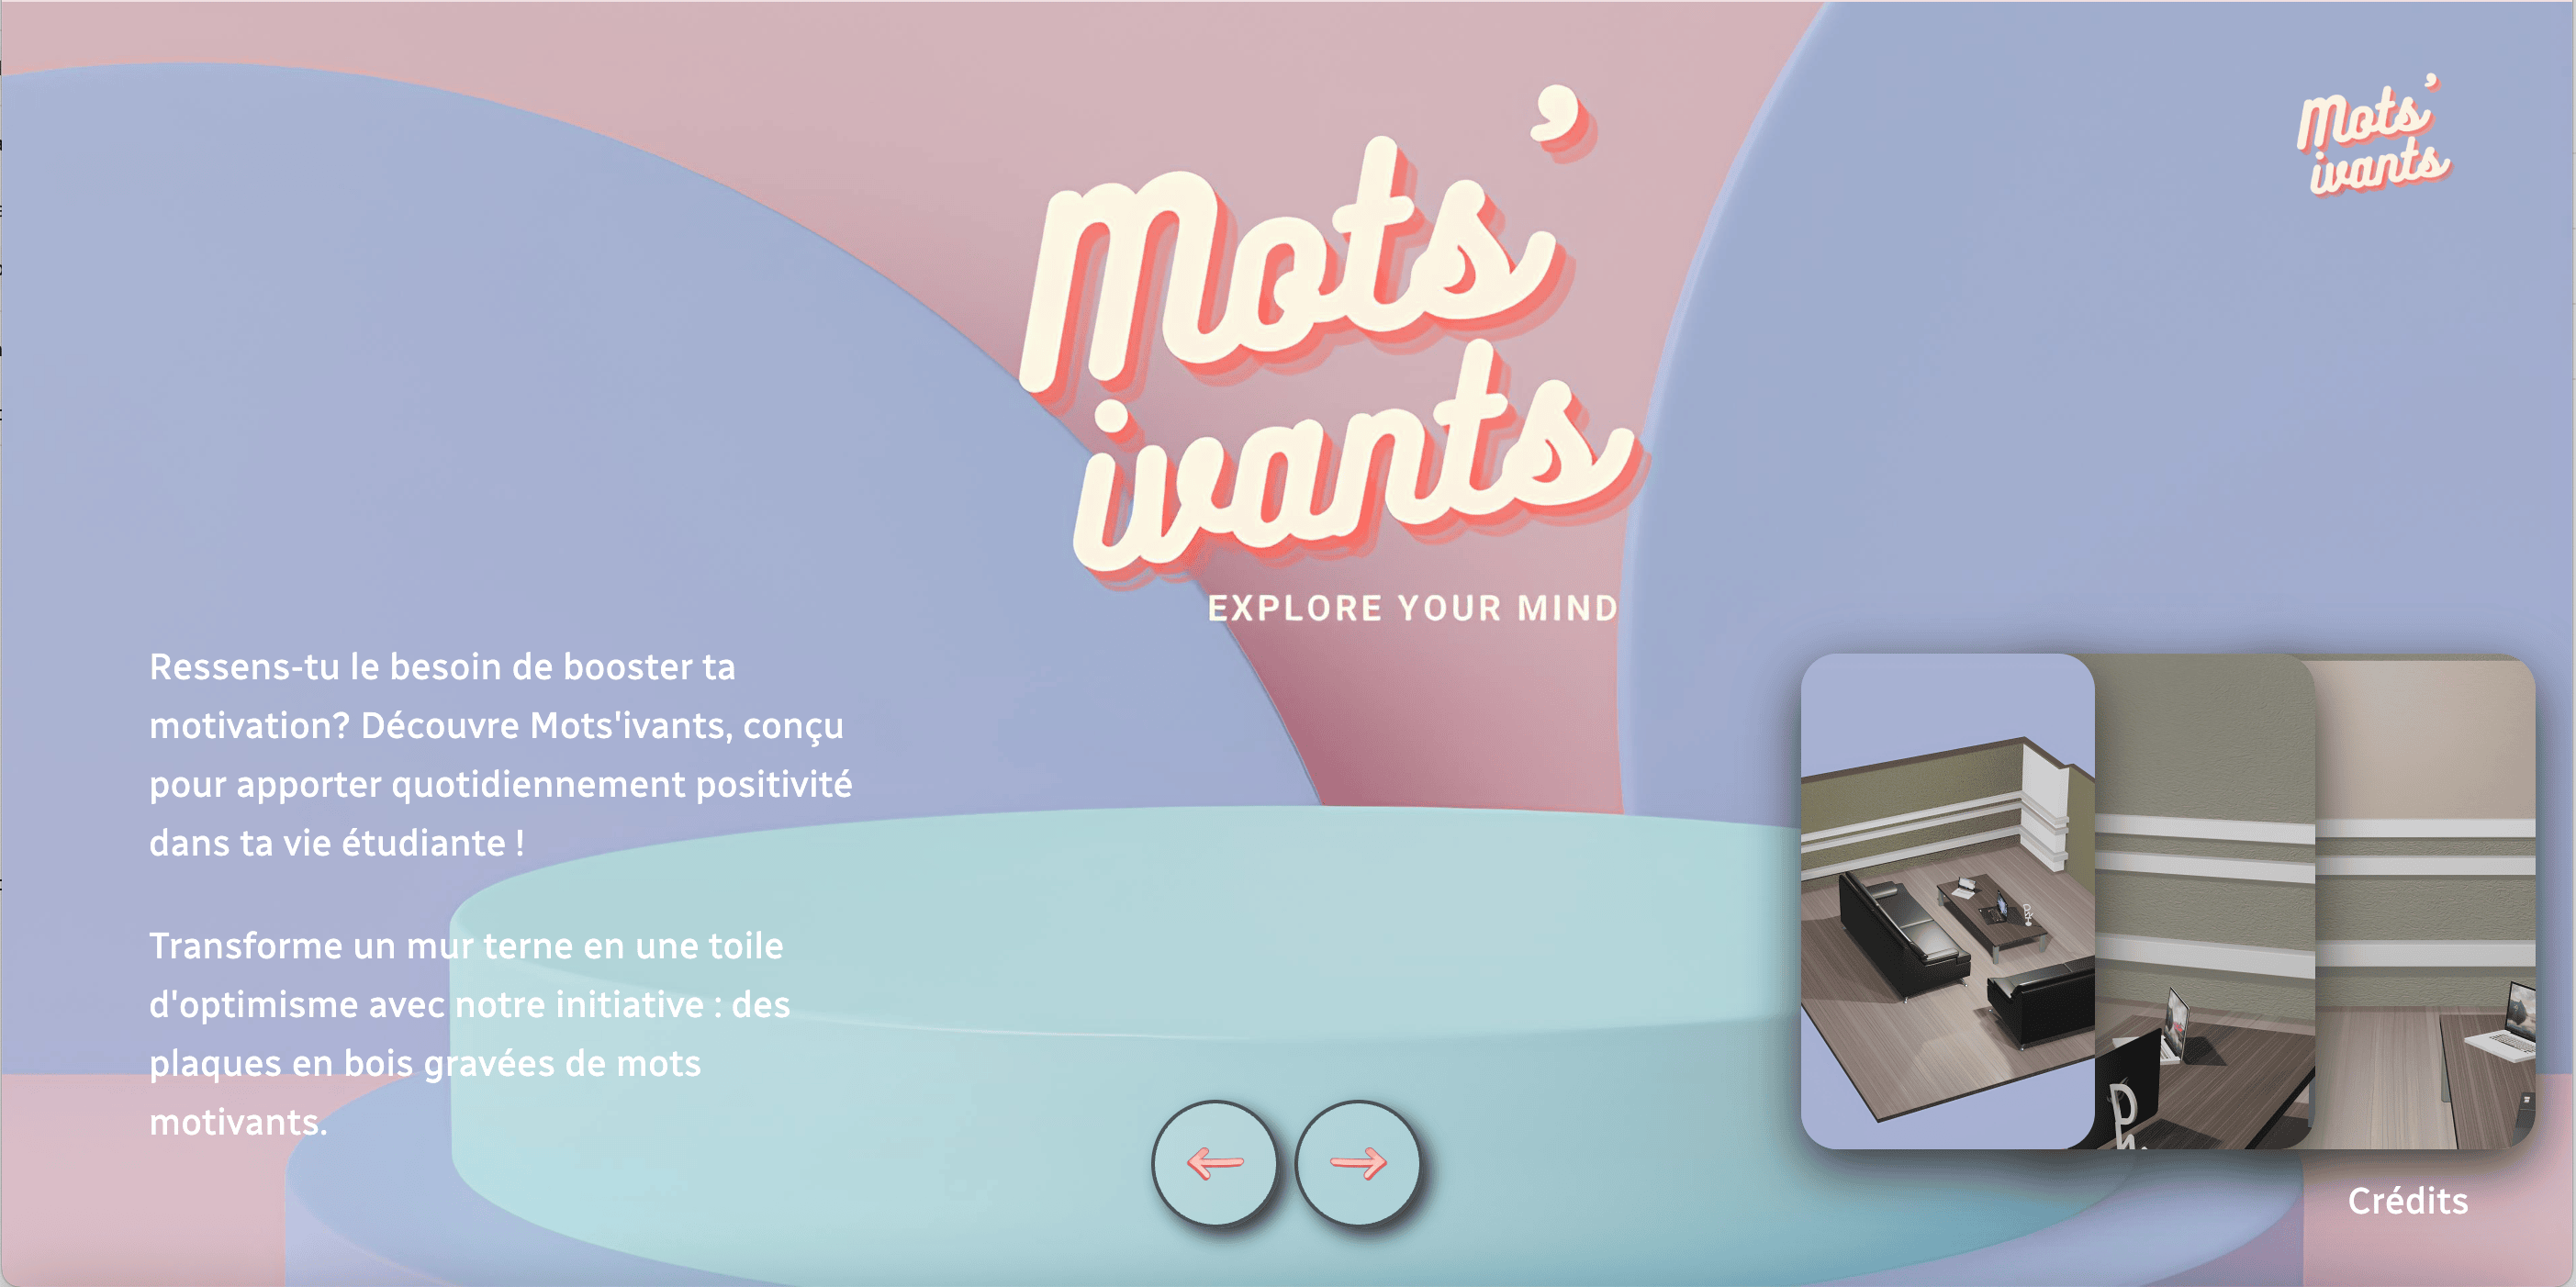 Mots’
ivants
EXPLORE YOUR MIND
Mots’
ivants
Ressens-tu le besoin de booster ta
motivation? Découvre Mots'ivants, conçu
pour apporter quotidiennement positivité
dans ta vie étudiante !
Transforme un mur terne en une toile
d'optimisme avec notre initiative : des
plaques en bois gravées de mots
motivants.
Crédits